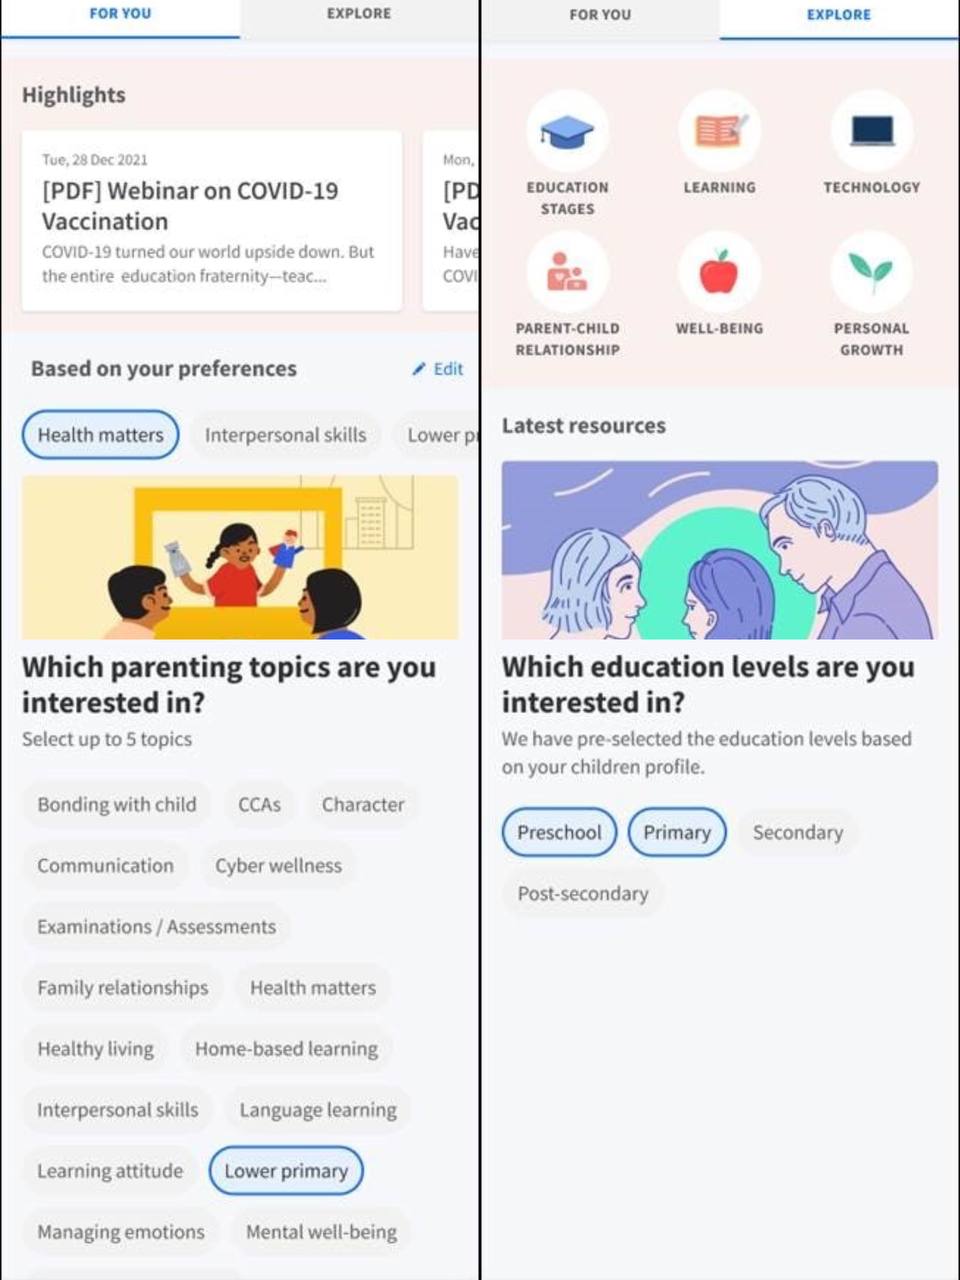 FOR YOU
EXPLORE
Highlights
Tue, 28 Dec 2021
[PDF] Webinar on COVID-19
Vaccination
COVID-19 turned our world upside down. But
the entire education fraternity—teac...
Mon,
[PD
Vac
Have
COVI
Based on your preferences
Edit
Health matters
Interpersonal skills
Lower pr
Which parenting topics are you
interested in?
Select up to 5 topics
Bonding with child
CCAs
Character
Communication
Cyber wellness
Examinations / Assessments
Family relationships
Health matters
Healthy living
Home-based learning
Interpersonal skills
Language learning
Learning attitude
Lower primary
Managing emotions
Mental well-being
FOR YOU
EXPLORE
EDUCATION
STAGES
LEARNING
TECHNOLOGY
PARENT-CHILD
RELATIONSHIP
WELL-BEING
PERSONAL
GROWTH
Latest resources
Which education levels are you
interested in?
We have pre-selected the education levels based
on your children profile.
Preschool
Primary
Secondary
Post-secondary